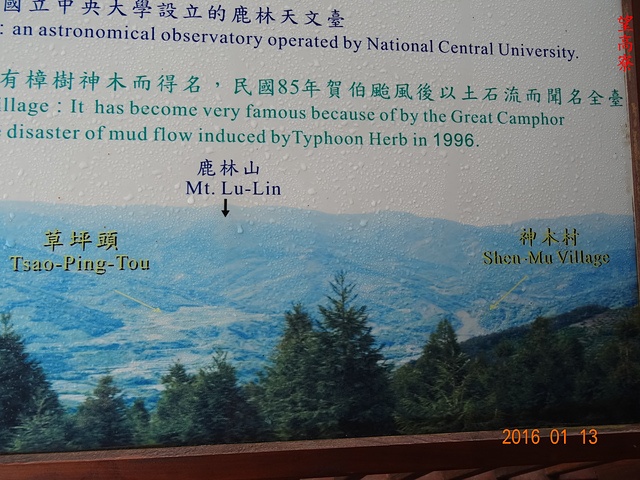 國立中央大學設立的鹿林天文臺
: an astronomical observatory operated by National Central University.
有樟樹神木而得名，民國85年賀伯颱風後以土石流而聞名全臺
illage：It has become very famous because of by the Great Camphor
disaster of mud flow induced byTyphoon Herb in 1996.
望高寮
鹿林山
Mt. Lu-Lin
草坪頭
Tsao-Ping-Tou
神木村
Shen-Mu Village
2016 01 13